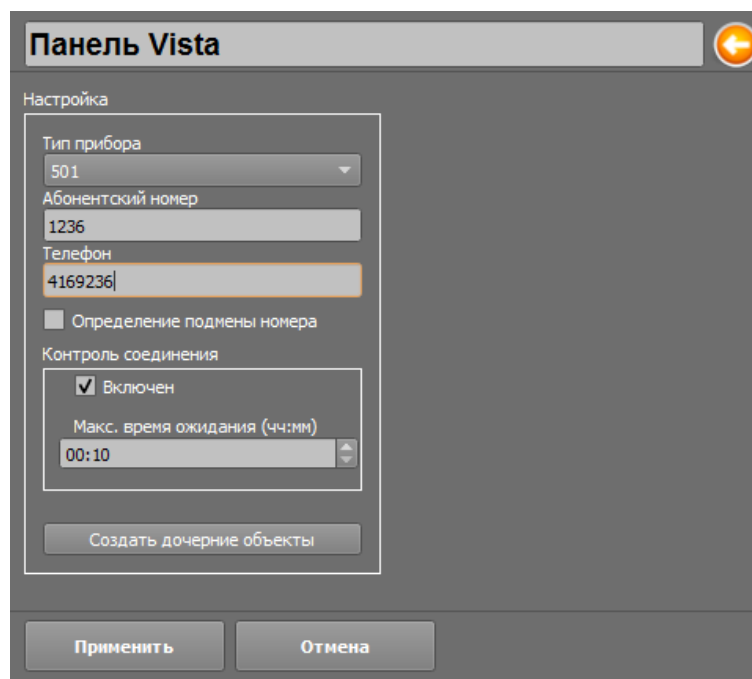 Панель Vista
Настройка
Тип прибора
501
Абонентский номер
1236
Телефон
4169236
Определение подмены номера
Контроль соединения
Включен
Макс. время ожидания (чч:мм)
00:10
Создать дочерние объекты
Применить
Отмена